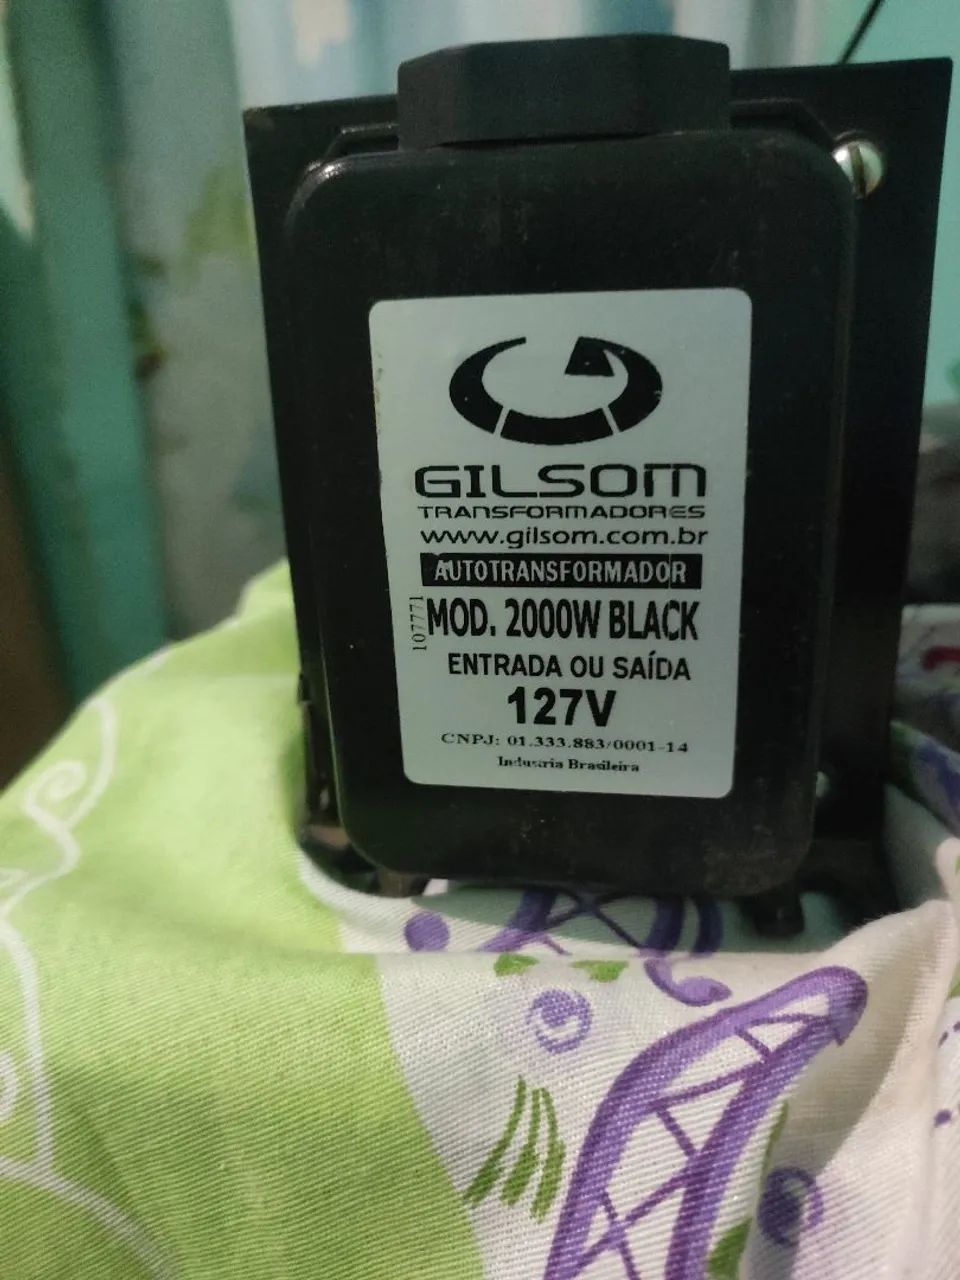 GILSOM
TRANSFORMADORES
www.gilsom.com.br
AUTOTRANSFORMADOR
MOD. 2000W BLACK
107771
ENTRADA OU SAÍDA
127V
CNPJ: 01.333.883/0001-14
Industria Brasileira